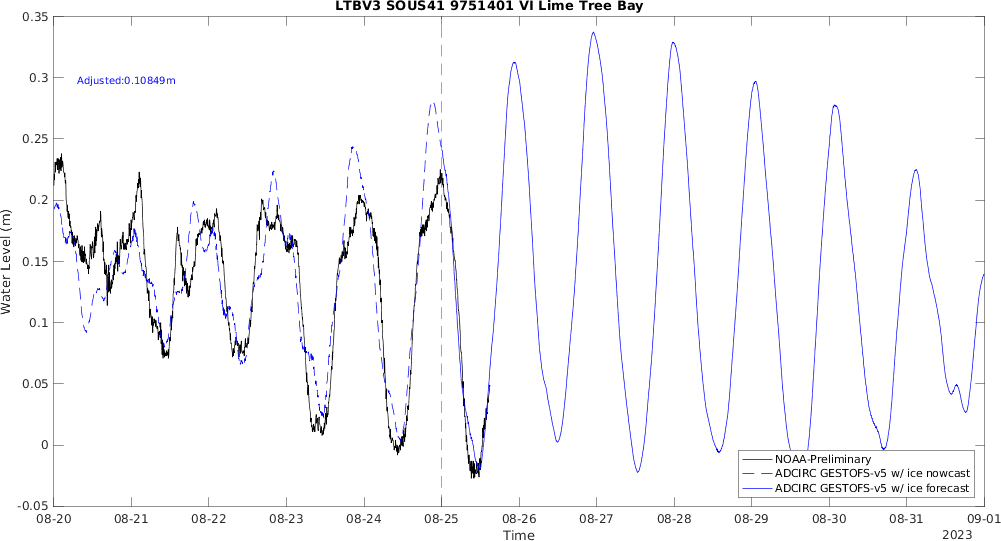 LTBV3 SOUS41 9751401 VI Lime Tree Bay
Adjusted:0.10849m
Water Level (m)
0.35
0.3
0.25
0.2
0.15
0.1
0.05
0
-0.05
NOAA-Preliminary
ADCIRC GESTOFS-v5 w/ ice nowcast
ADCIRC GESTOFS-v5 w/ ice forecast
08-20 08-21 08-22 08-23 08-24 08-25 08-26 08-27 08-28 08-29 08-30 08-31 09-01
Time
2023